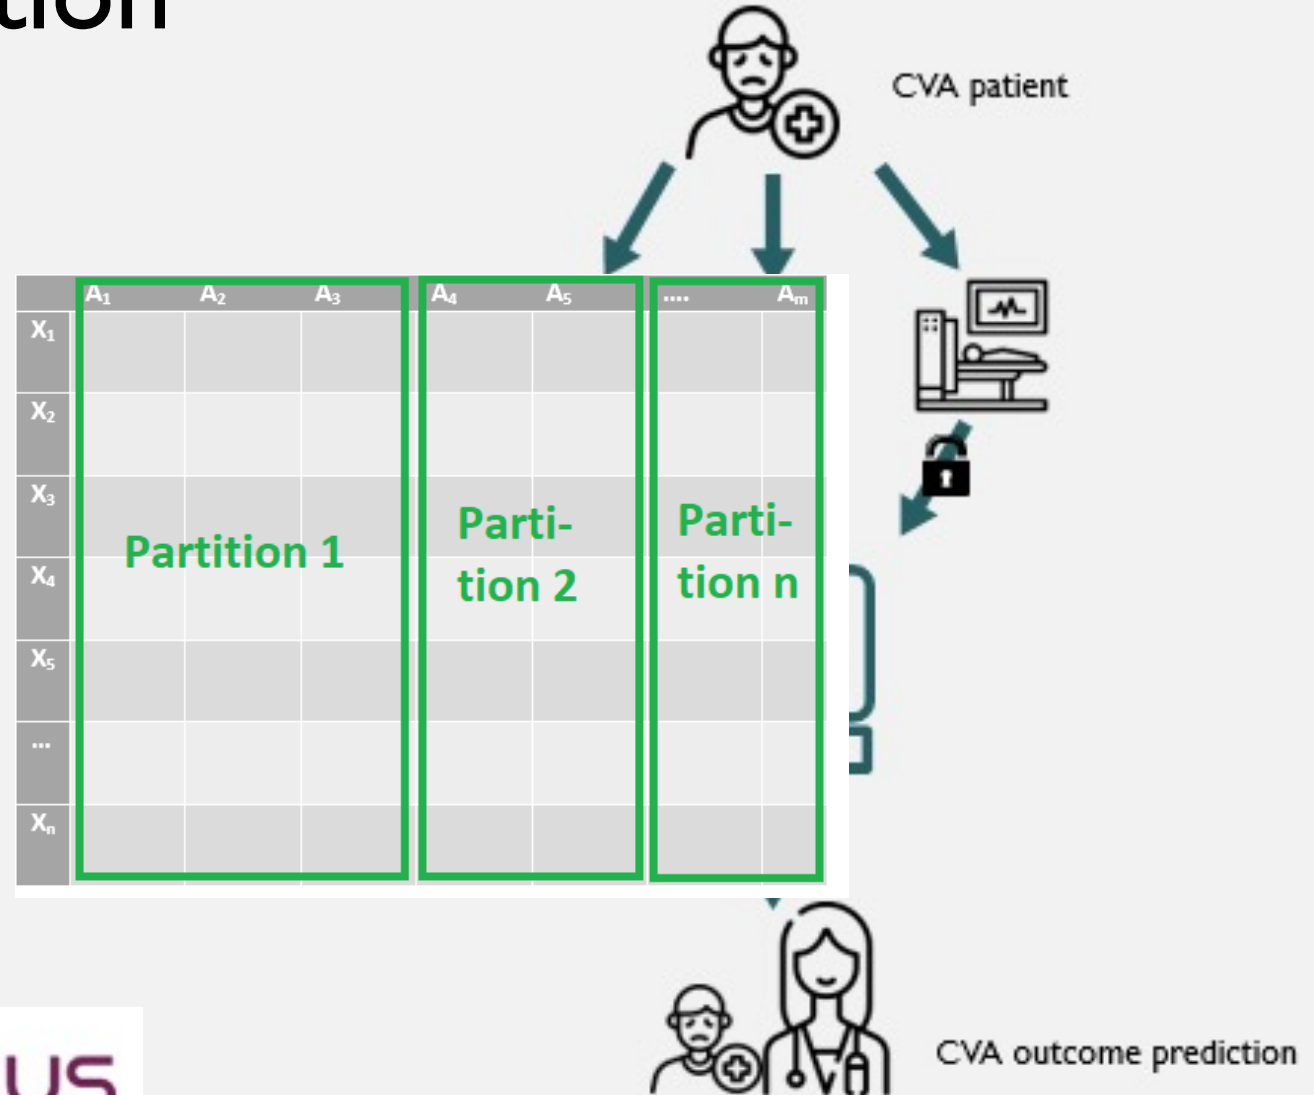 tion
CVA patient
A₁ A₂ A₃ A₄ A₅ .... Aₘ
X₁
X₂
X₃
Partition 1
Parti-
tion 2
Parti-
tion n
X₄
X₅
...
Xₙ
US
CVA outcome prediction